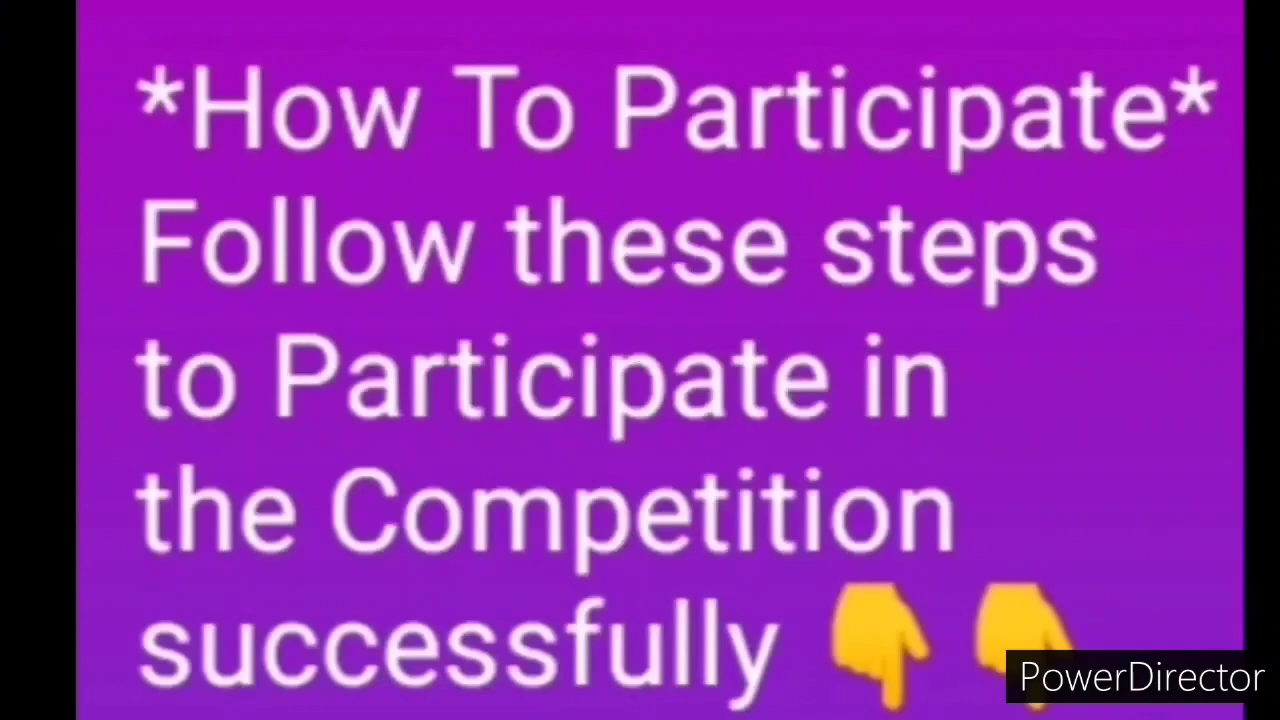 *How To Participate*
Follow these steps
to Participate in
the Competition
successfully 👇 👇
PowerDirector